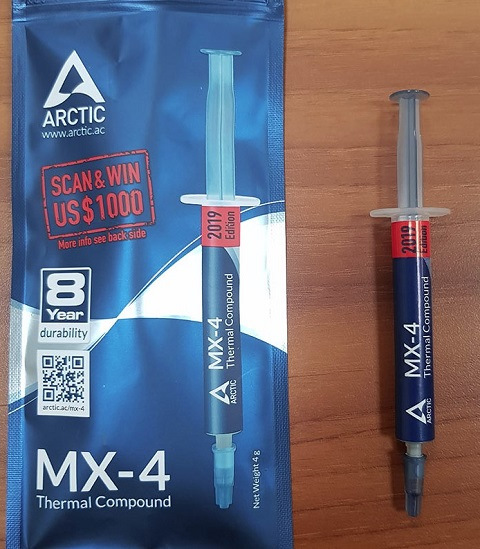 ARCTIC
www.arctic.ac
SCAN & WIN
US$1000
More info see back side
8
Year
durability
arctic.ac/mx-4
MX-4
Thermal Compound
Net Weight 4 g
2019
Edition
MX-4
Thermal Compound
ARCTIC
2019
Edition
MX-4
Thermal Compound
ARCTIC